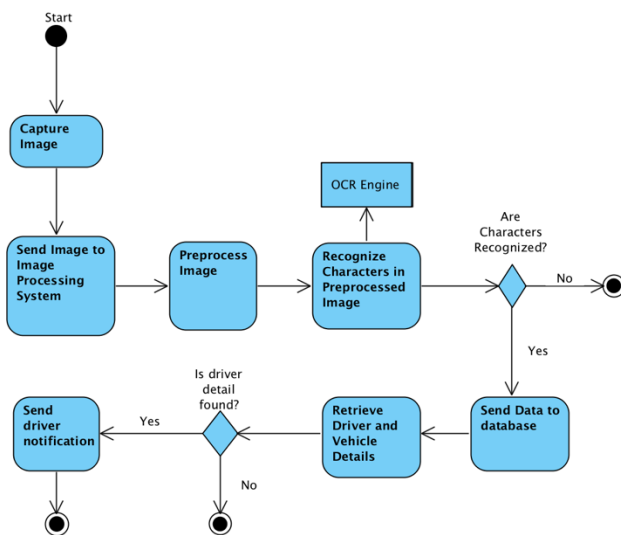 Start
Capture
Image
OCR Engine
Are
Characters
Recognized?
Send Image to
Image
Processing
System
Preprocess
Image
Recognize
Characters in
Preprocessed
Image
No
Yes
Is driver
detail
found?
Send
driver
notification
Yes
Retrieve
Driver and
Vehicle
Details
Send Data to
database
No